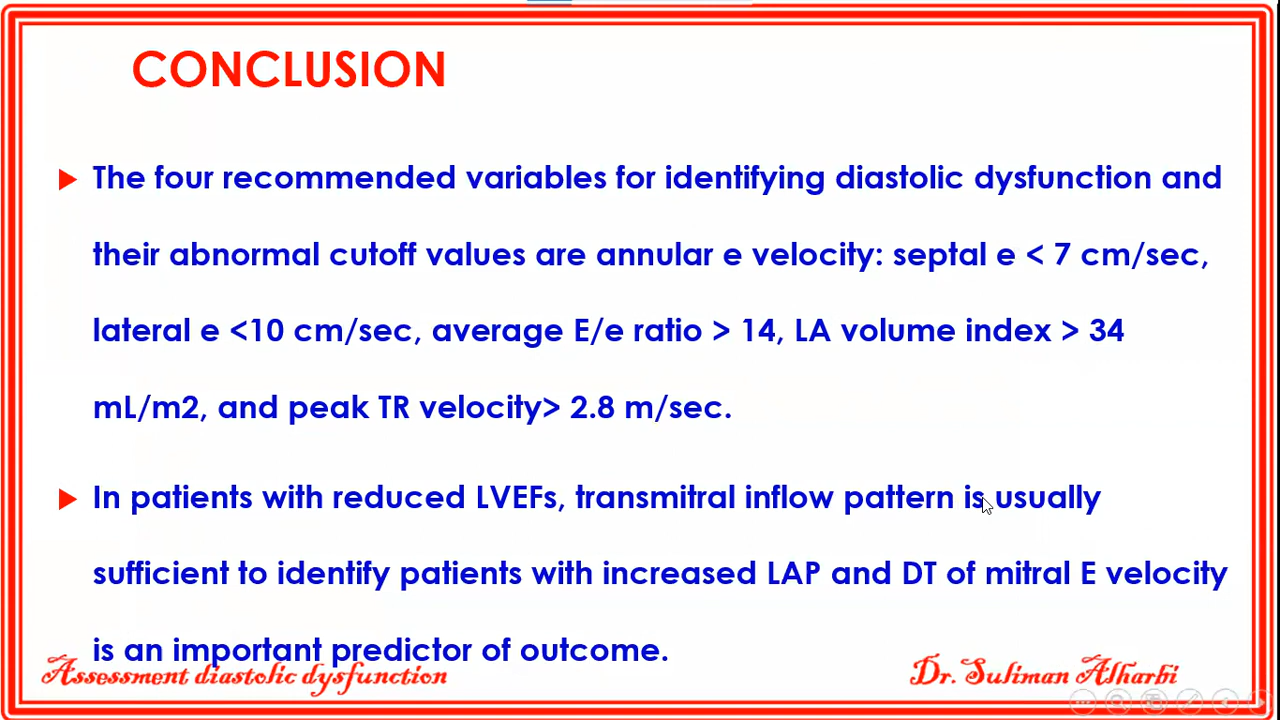 CONCLUSION
The four recommended variables for identifying diastolic dysfunction and
their abnormal cutoff values are annular e velocity: septal e < 7 cm/sec,
lateral e <10 cm/sec, average E/e ratio > 14, LA volume index > 34
mL/m2, and peak TR velocity> 2.8 m/sec.
In patients with reduced LVEFs, transmitral inflow pattern is usually
sufficient to identify patients with increased LAP and DT of mitral E velocity
is an important predictor of outcome.
Assessment diastolic dysfunction
Dr. Suliman Alharbi